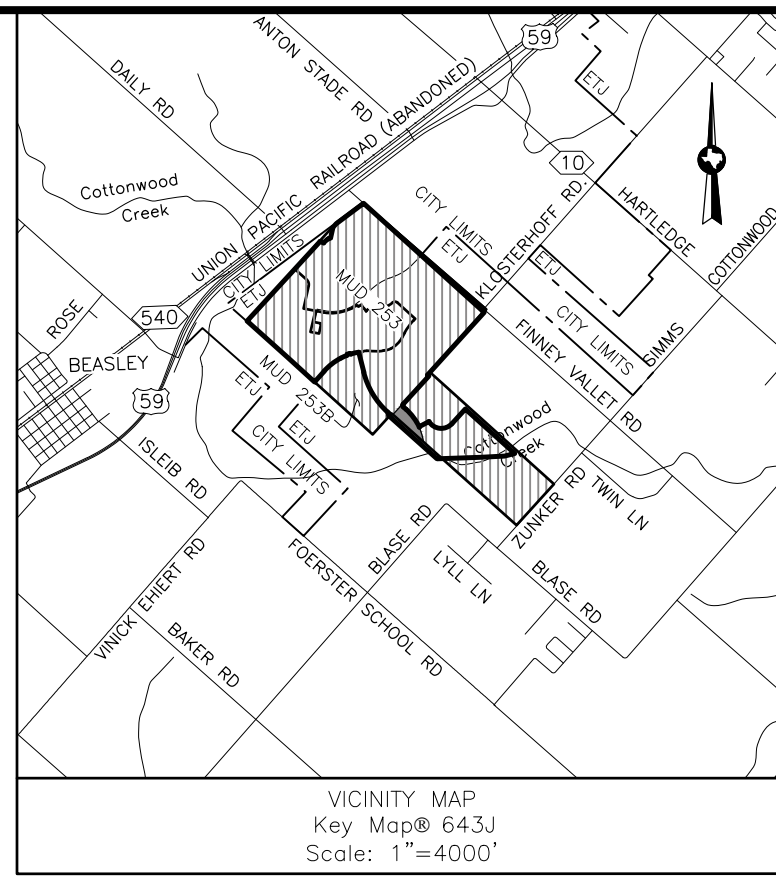 59
ANTON STADE RD
DAILY RD
UNION PACIFIC RAILROAD (ABANDONED)
ETJ
10
Cottonwood
Creek
CITY LIMITS
ETJ
KLOSTERHOFF RD.
HARTLEDGE
COTTONWOOD
CITY LIMITS
ETJ
ETJ
CITY LIMITS
SIMMS
MUD 253
540
ROSE
BEASLEY
59
FINNEY VALLET RD
MUD 253B
ETJ
ETJ
CITY LIMITS
Cottonwood
Creek
ISLEIB RD
ZUNKER RD
TWIN LN
BLASE RD
LYLL LN
BLASE RD
FOERSTER SCHOOL RD
VINICK EHIERT RD
BAKER RD
VICINITY MAP
Key Map® 643J
Scale: 1"=4000'